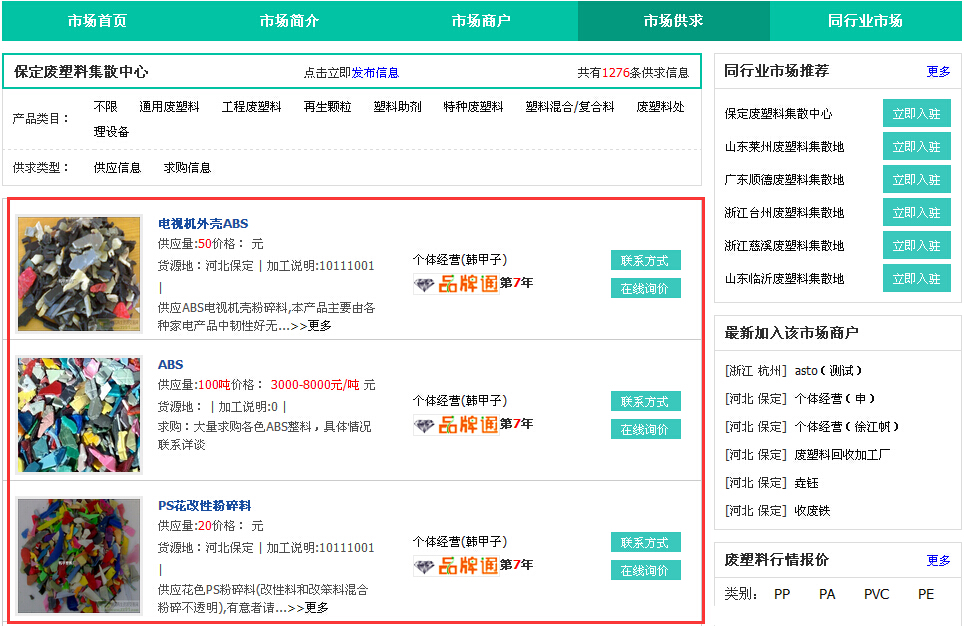 市场首页 市场简介 市场商户 市场供求 同行业市场
保定废塑料集散中心 点击立即发布信息 共有1276条供求信息
产品类目： 不限 通用废塑料 工程废塑料 再生颗粒 塑料助剂 特种废塑料 塑料混合/复合料 废塑料处
理设备
供求类型： 供应信息 求购信息
电视机外壳ABS
供应量:50价格： 元
货源地：河北保定 | 加工说明:10111001
|
供应ABS电视机壳粉碎料,本产品主要由各
种家电产品中韧性好无...>>更多
个体经营(韩甲子)
品牌通第7年
联系方式
在线询价
ABS
供应量:100吨价格： 3000-8000元/吨 元
货源地： | 加工说明:0 |
求购：大量求购各色ABS整料，具体情况
联系详谈
个体经营(韩甲子)
品牌通第7年
联系方式
在线询价
PS花改性粉碎料
供应量:20价格： 元
货源地：河北保定 | 加工说明:10111001
|
供应花色PS粉碎料(改性料和改笨料混合
粉碎不透明),有意者请...>>更多
个体经营(韩甲子)
品牌通第7年
联系方式
在线询价
同行业市场推荐 更多
保定废塑料集散中心 立即入驻
山东莱州废塑料集散地 立即入驻
广东顺德废塑料集散地 立即入驻
浙江台州废塑料集散地 立即入驻
浙江慈溪废塑料集散地 立即入驻
山东临沂废塑料集散地 立即入驻
最新加入该市场商户
[浙江 杭州] asto（测试）
[河北 保定] 个体经营（申）
[河北 保定] 个体经营（徐江帆）
[河北 保定] 废塑料回收加工厂
[河北 保定] 垚钰
[河北 保定] 收废铁
废塑料行情报价 更多
类别： PP PA PVC PE